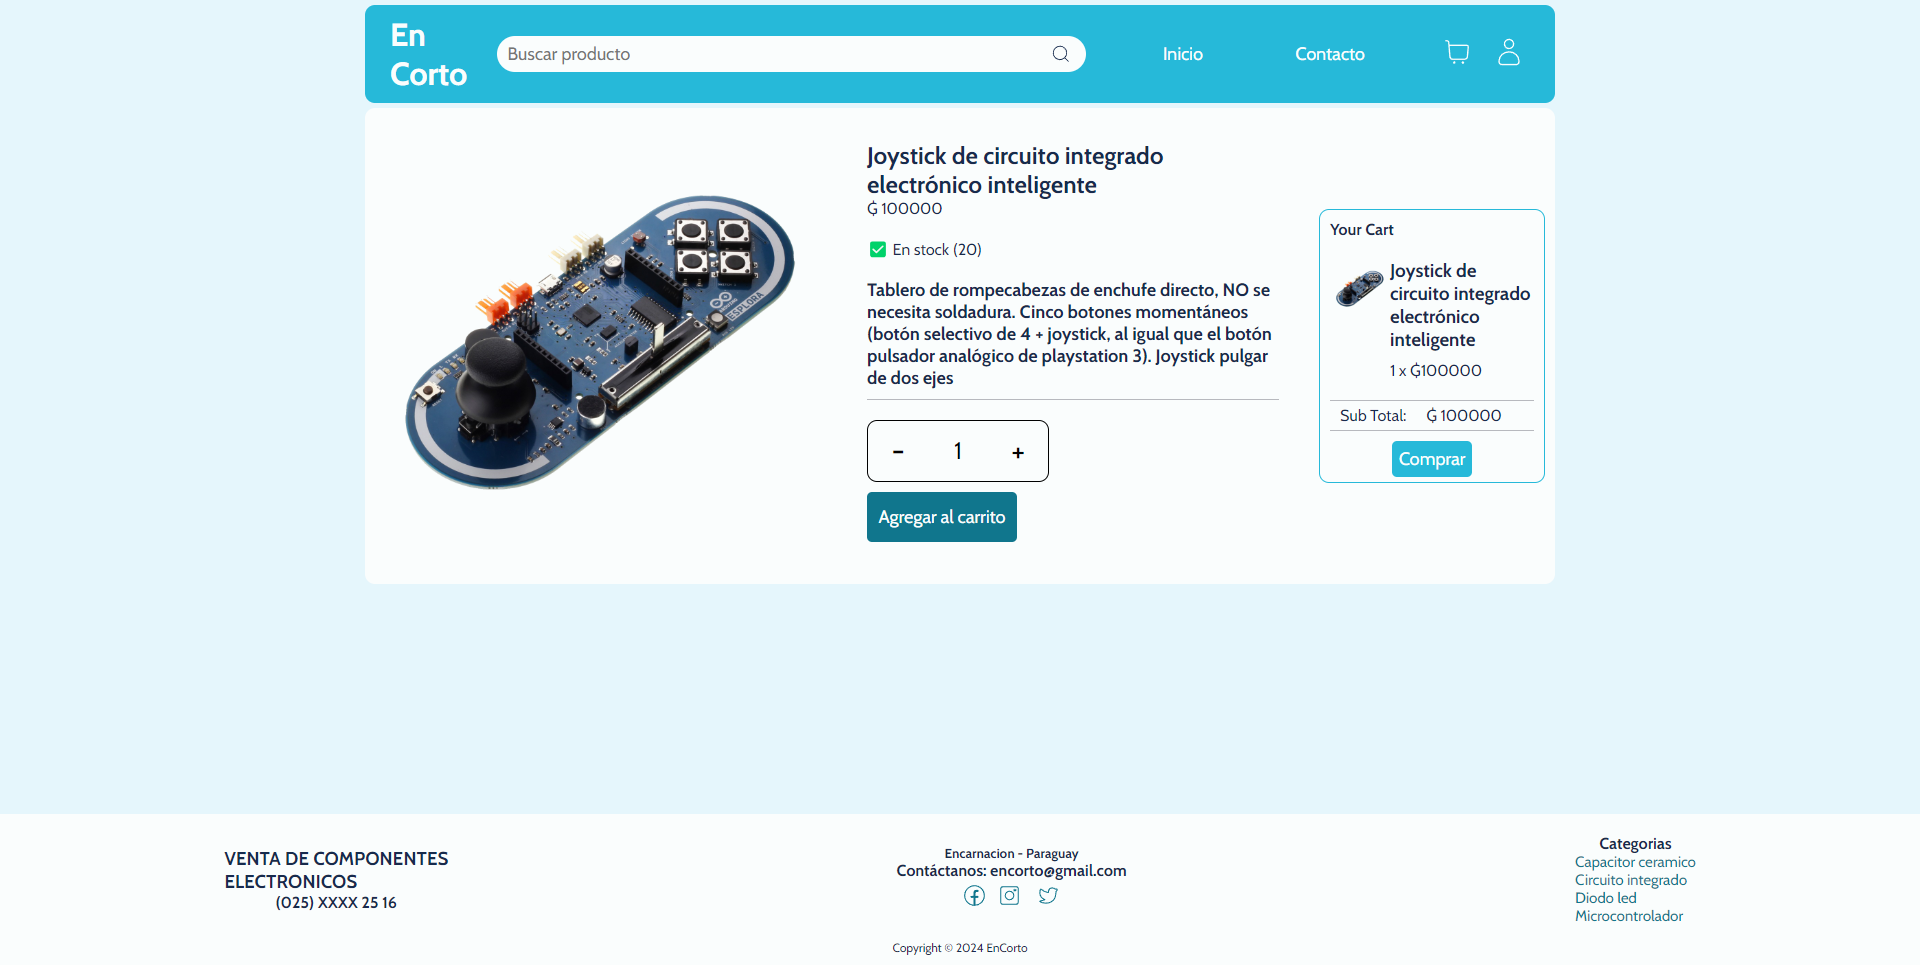 En
Corto
Buscar producto
Inicio
Contacto
Joystick de circuito integrado
electrónico inteligente
₲ 100000
En stock (20)
Tablero de rompecabezas de enchufe directo, NO se
necesita soldadura. Cinco botones momentáneos
(botón selectivo de 4 + joystick, al igual que el botón
pulsador analógico de playstation 3). Joystick pulgar
de dos ejes
- 1 +
Agregar al carrito
ESPLORA
Your Cart
Joystick de
circuito integrado
electrónico
inteligente
1 x ₲100000
Sub Total: ₲ 100000
Comprar
VENTA DE COMPONENTES
ELECTRONICOS
(025) XXXX 25 16
Encarnacion - Paraguay
Contáctanos: encorto@gmail.com
Categorias
Capacitor ceramico
Circuito integrado
Diodo led
Microcontrolador
Copyright © 2024 EnCorto